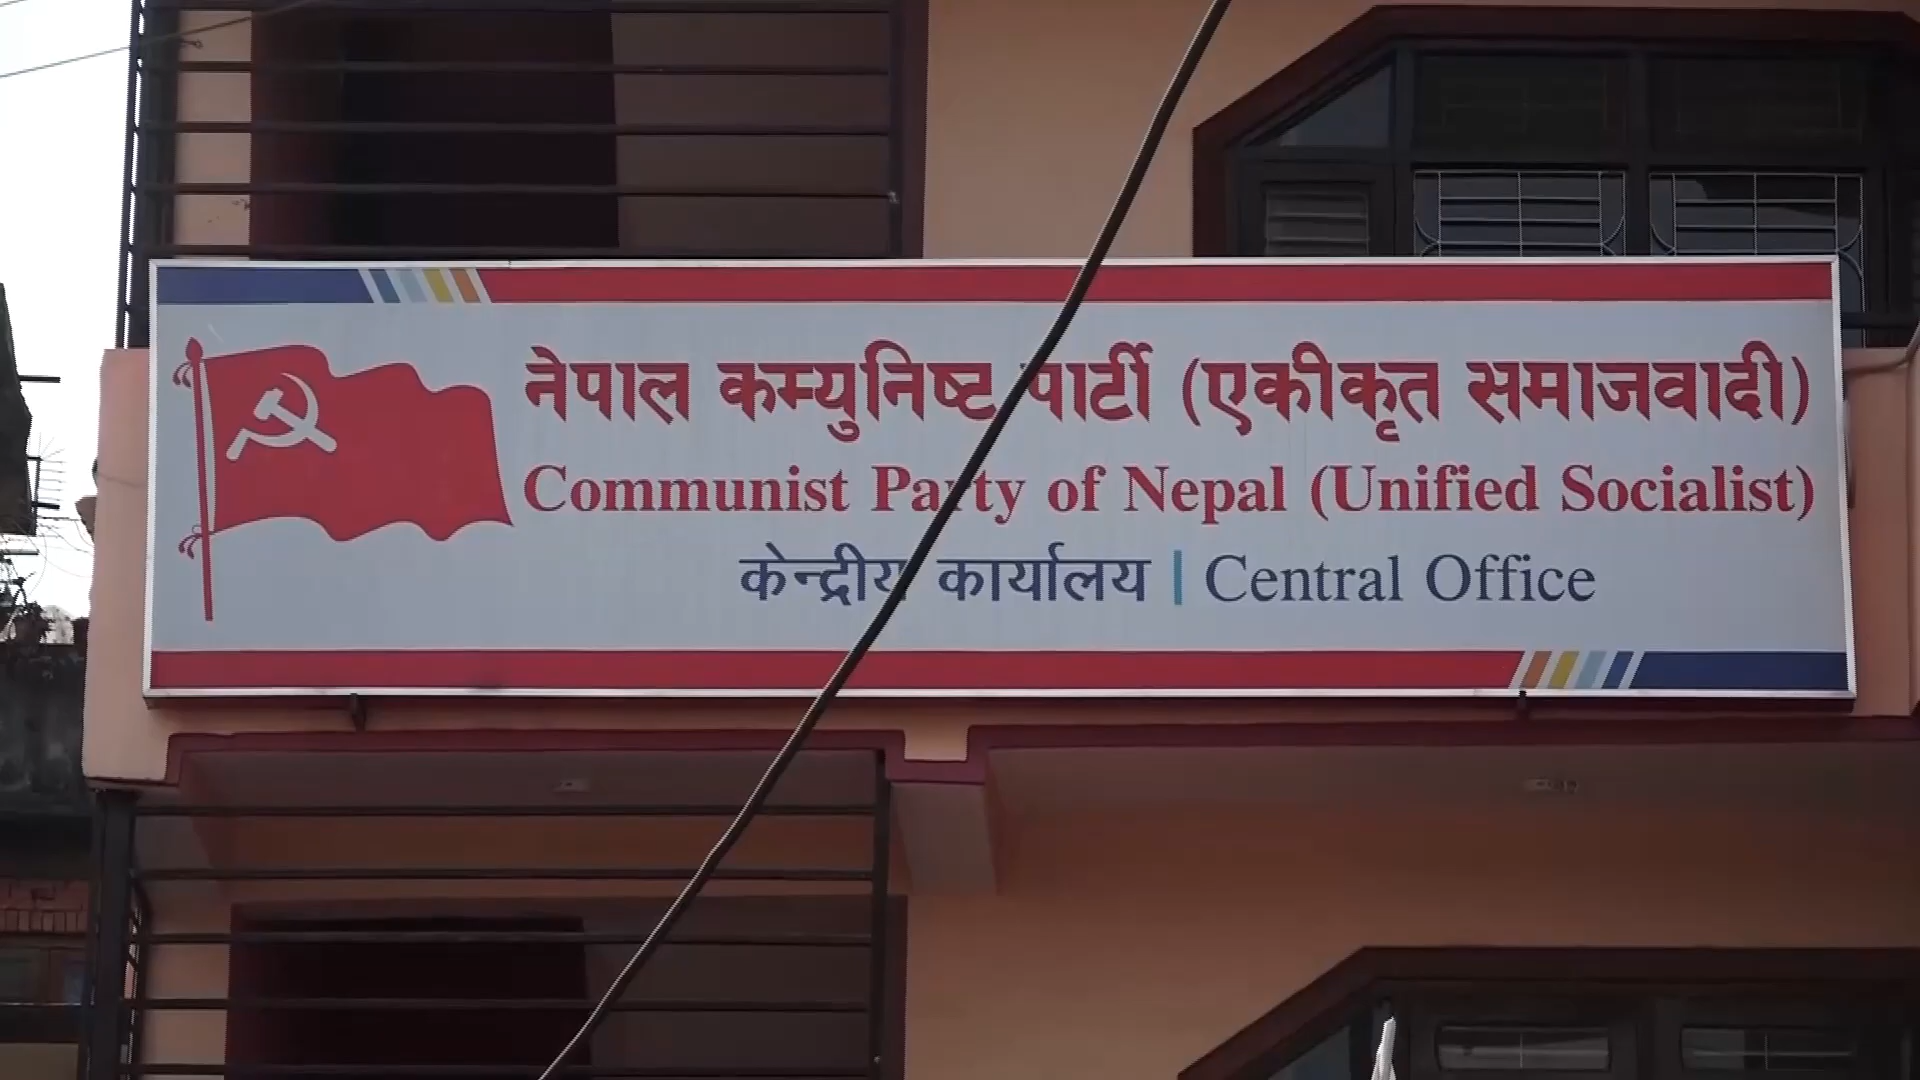 नेपाल कम्युनिष्ट पार्टी (एकीकृत समाजवादी)
Communist Party of Nepal (Unified Socialist)
केन्द्रीय कार्यालय | Central Office